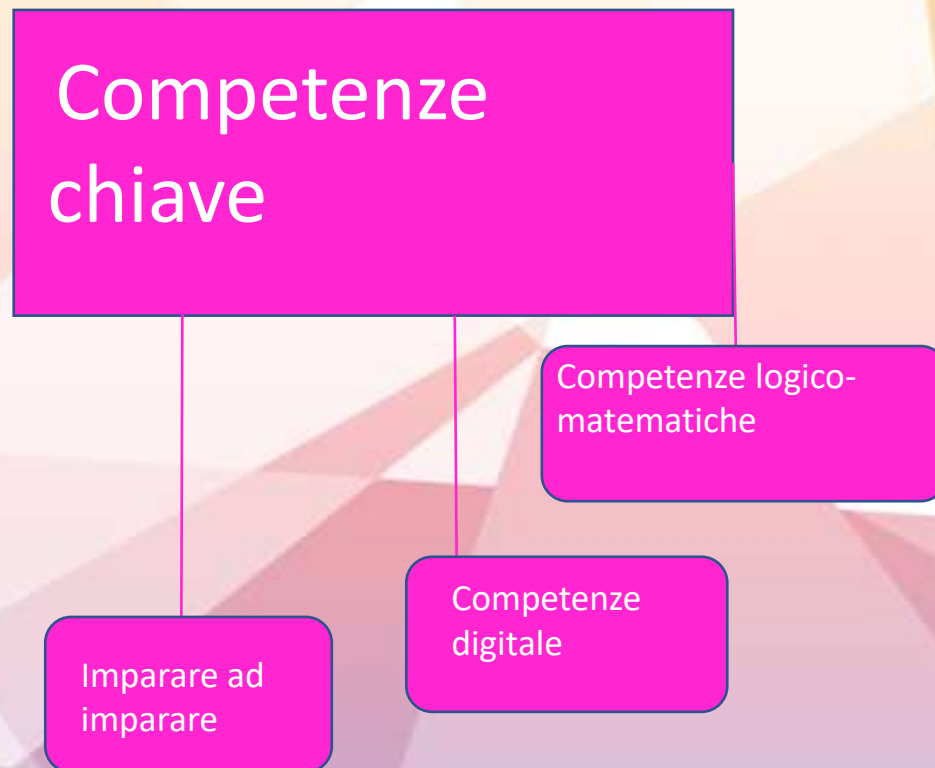 Competenze
chiave
Competenze logico-
matematiche
Competenze
digitale
Imparare ad
imparare